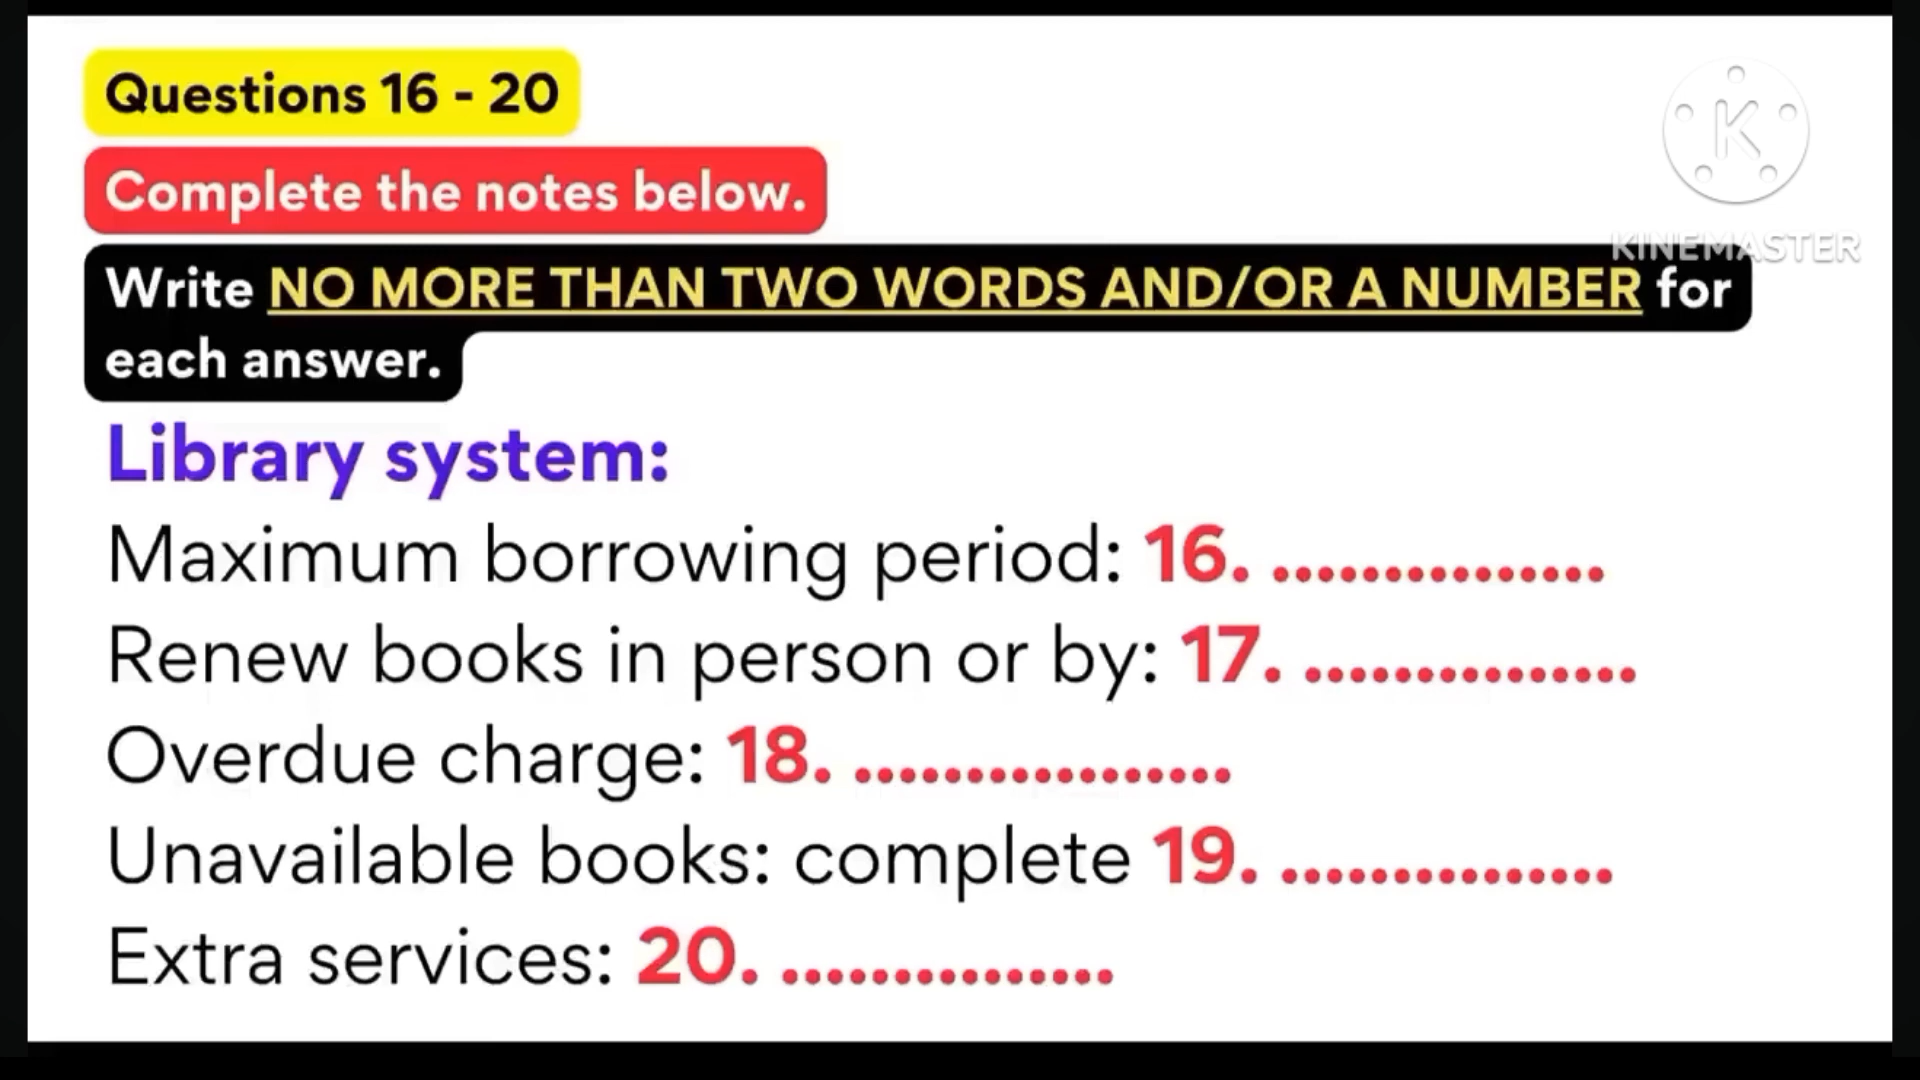 Questions 16 - 20
Complete the notes below.
Write NO MORE THAN TWO WORDS AND/OR A NUMBER for
each answer.
Library system:
Maximum borrowing period: 16. ...............
Renew books in person or by: 17. ...............
Overdue charge: 18. .................
Unavailable books: complete 19. ...............
Extra services: 20. ...............
K
KINEMASTER